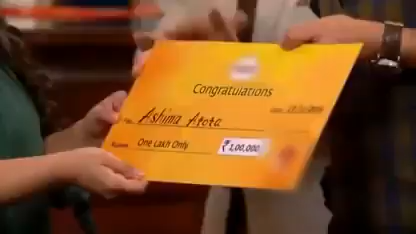 Congratulations
Ashima Arora
One Lakh Only ₹1,00,000